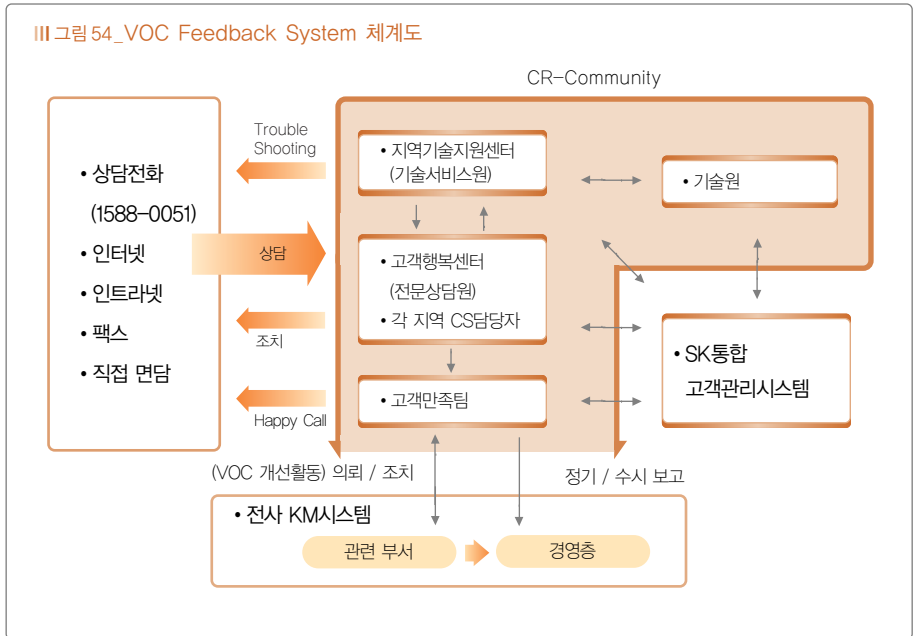 그림 54_VOC Feedback System 체계도
CR-Community
• 상담전화
(1588-0051)
• 인터넷
• 인트라넷
• 팩스
• 직접 면담
Trouble
Shooting
상담
조치
Happy Call
• 지역기술지원센터
(기술서비스원)
• 기술원
• 고객행복센터
(전문상담원)
• 각 지역 CS담당자
• SK통합
고객관리시스템
• 고객만족팀
(VOC 개선활동) 의뢰 / 조치
정기 / 수시 보고
• 전사 KM시스템
관련 부서
경영층